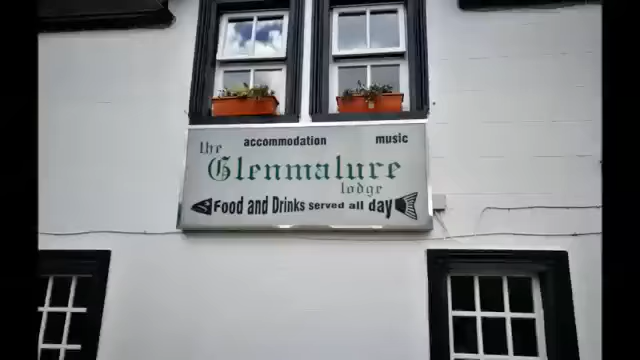 accommodation music
the
Glenmalure
lodge
Food and Drinks served all day